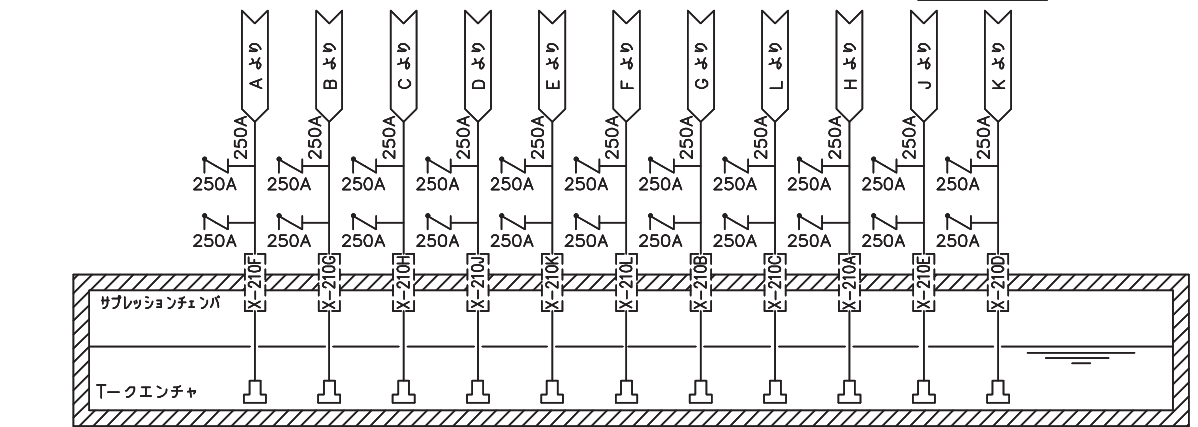 Aより
Bより
Cより
Dより
Eより
Fより
Gより
Lより
Hより
Jより
Kより
250A 250A 250A 250A 250A 250A 250A 250A 250A 250A 250A
250A 250A 250A 250A 250A 250A 250A 250A 250A 250A 250A
250A 250A 250A 250A 250A 250A 250A 250A 250A 250A 250A
X-210F
X-210G
X-210H
X-210J
X-210K
X-210L
X-210B
X-210C
X-210A
X-210E
X-210D
サプレッションチェンバ
Tークエンチャ